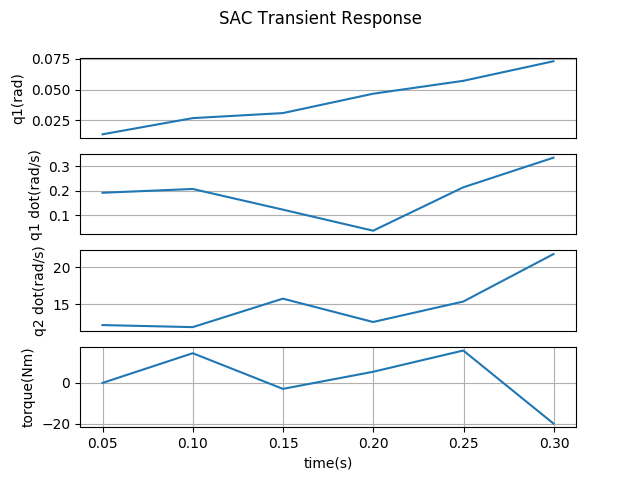 SAC Transient Response
q1(rad)
0.075
0.050
0.025
q1 dot(rad/s)
0.3
0.2
0.1
q2 dot(rad/s)
20
15
torque(Nm)
0
−20
0.05 0.10 0.15 0.20 0.25 0.30
time(s)